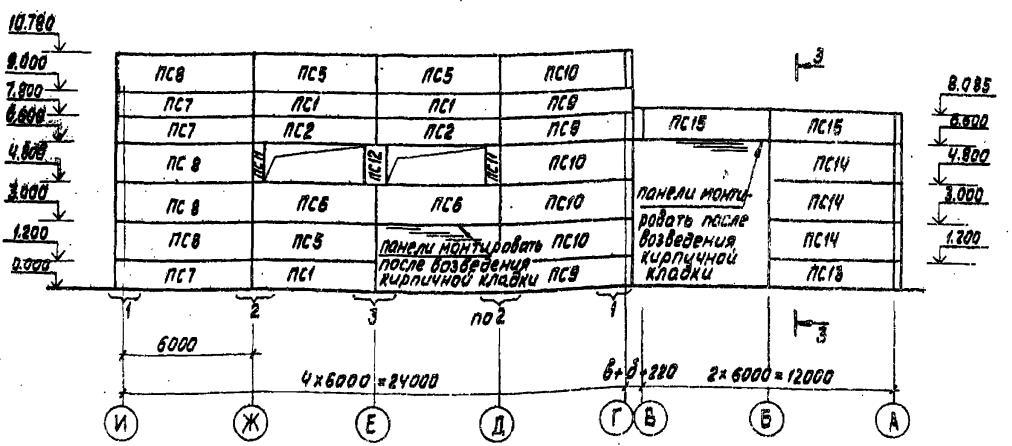 10.780
9.000
7.800
6.600
4.800
3.000
1.200
0.000
ПС8 ПС5 ПС5 ПС10
ПС7 ПС1 ПС1 ПС9
ПС7 ПС2 ПС2 ПС9
ПС8 ПС11 ПС12 ПС11 ПС10
ПС8 ПС6 ПС6 ПС10
ПС8 ПС5 ПС10
ПС7 ПС1 ПС9
панели монтировать
после возведения
кирпичной кладки
3
ПС15 ПС15
ПС14
ПС14
ПС14
ПС13
панели монти-
ровать после
возведения
кирпичной
кладки
8.085
6.600
4.800
3.000
1.200
3
1 2 3 по 2 1
6000
4×6000=24000
в+δ+220
2×6000=12000
И Ж Е Д Г В Б А